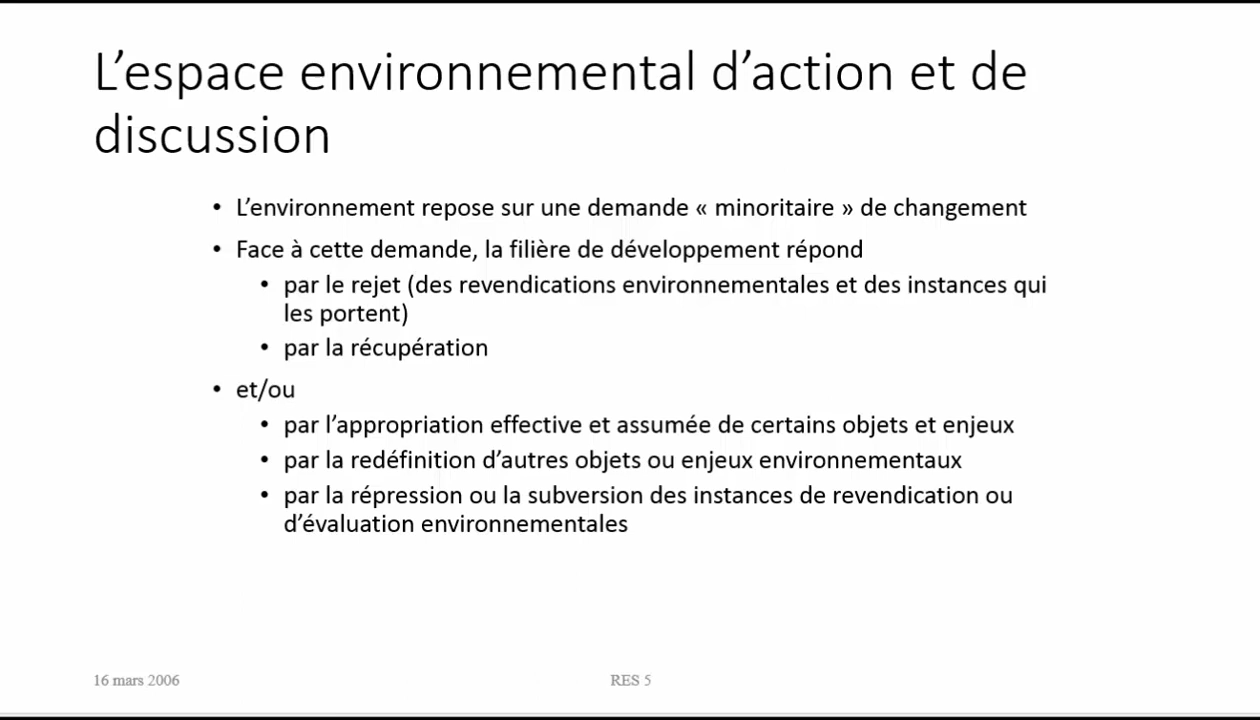 L’espace environnemental d’action et de
discussion
• L’environnement repose sur une demande « minoritaire » de changement
• Face à cette demande, la filière de développement répond
• par le rejet (des revendications environnementales et des instances qui
les portent)
• par la récupération
• et/ou
• par l’appropriation effective et assumée de certains objets et enjeux
• par la redéfinition d’autres objets ou enjeux environnementaux
• par la répression ou la subversion des instances de revendication ou
d’évaluation environnementales
16 mars 2006
RES 5